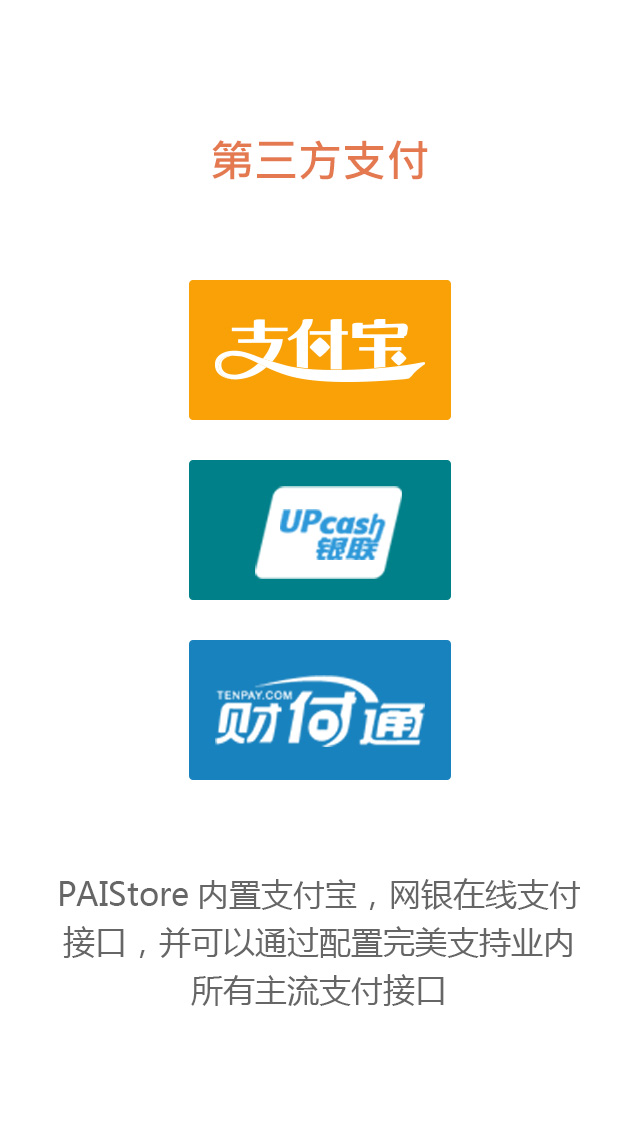 第三方支付
支付宝
UPcash
银联
TENPAY.COM
财付通
PAIStore 内置支付宝，网银在线支付
接口，并可以通过配置完美支持业内
所有主流支付接口